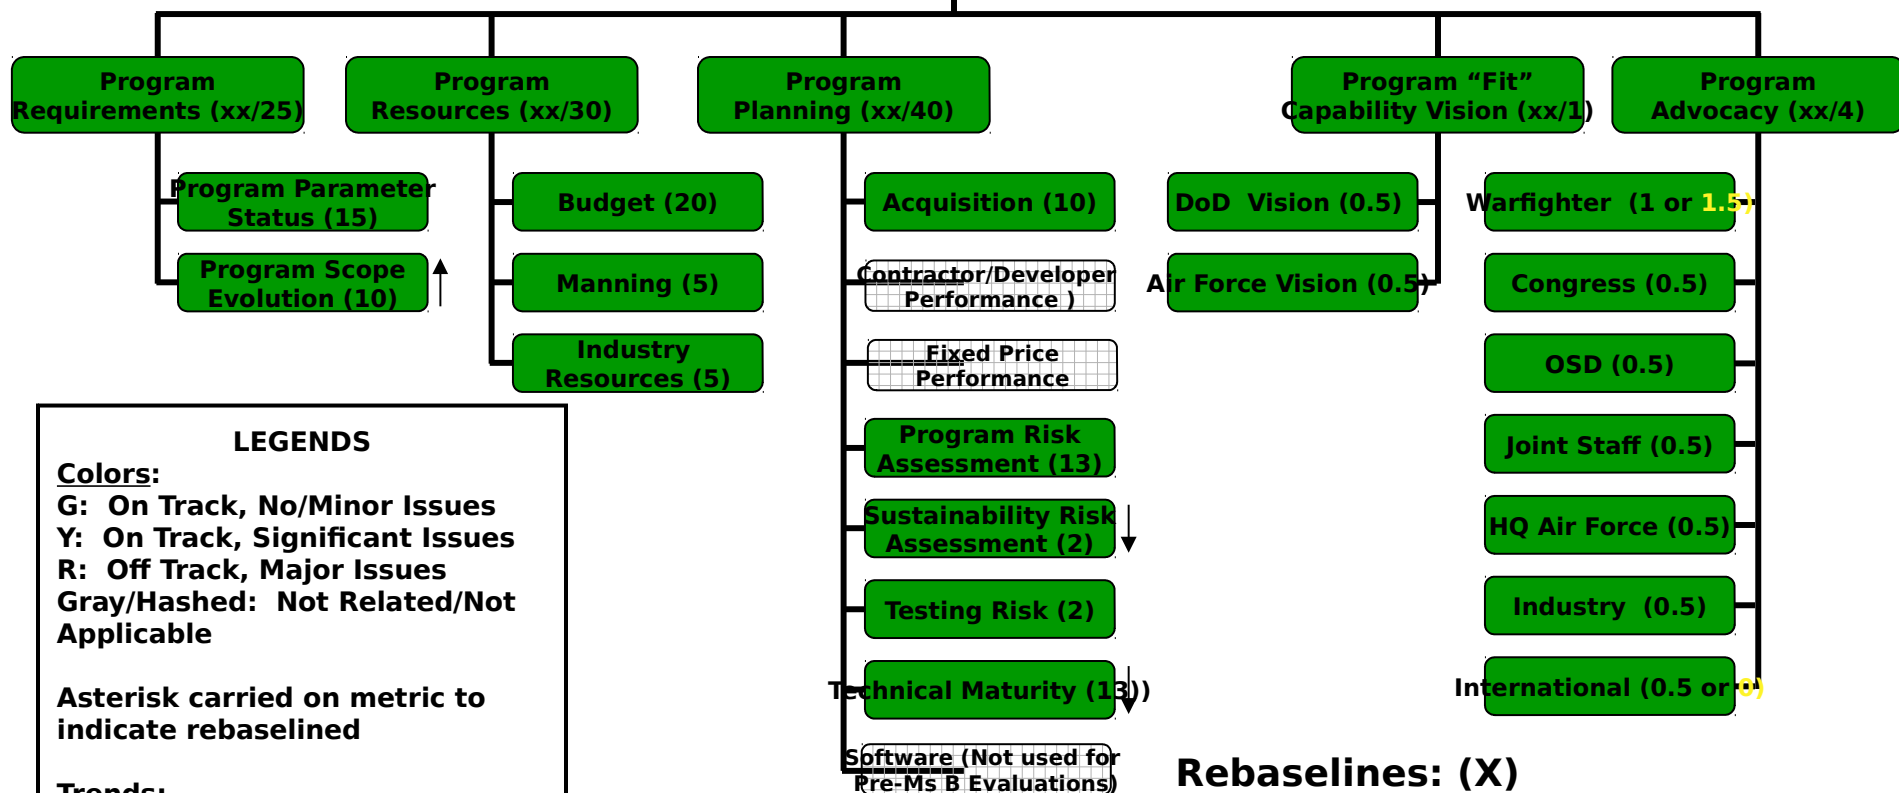 Program
Requirements (xx/25)
Program
Resources (xx/30)
Program
Planning (xx/40)
Program “Fit”
Capability Vision (xx/1)
Program
Advocacy (xx/4)
Program Parameter
Status (15)
Program Scope
Evolution (10)
Budget (20)
Manning (5)
Industry
Resources (5)
Acquisition (10)
Contractor/Developer
Performance )
Fixed Price
Performance
Program Risk
Assessment (13)
Sustainability Risk
Assessment (2)
Testing Risk (2)
Technical Maturity (13))
Software (Not used for
Pre-Ms B Evaluations)
DoD  Vision (0.5)
Air Force Vision (0.5)
Warfighter  (1 or 1.5)
Congress (0.5)
OSD (0.5)
Joint Staff (0.5)
HQ Air Force (0.5)
Industry  (0.5)
International (0.5 or 0)
LEGENDS
Colors:
G:  On Track, No/Minor Issues
Y:  On Track, Significant Issues
R:  Off Track, Major Issues
Gray/Hashed:  Not Related/Not
Applicable
Asterisk carried on metric to
indicate rebaselined
Trends:
Rebaselines: (X)